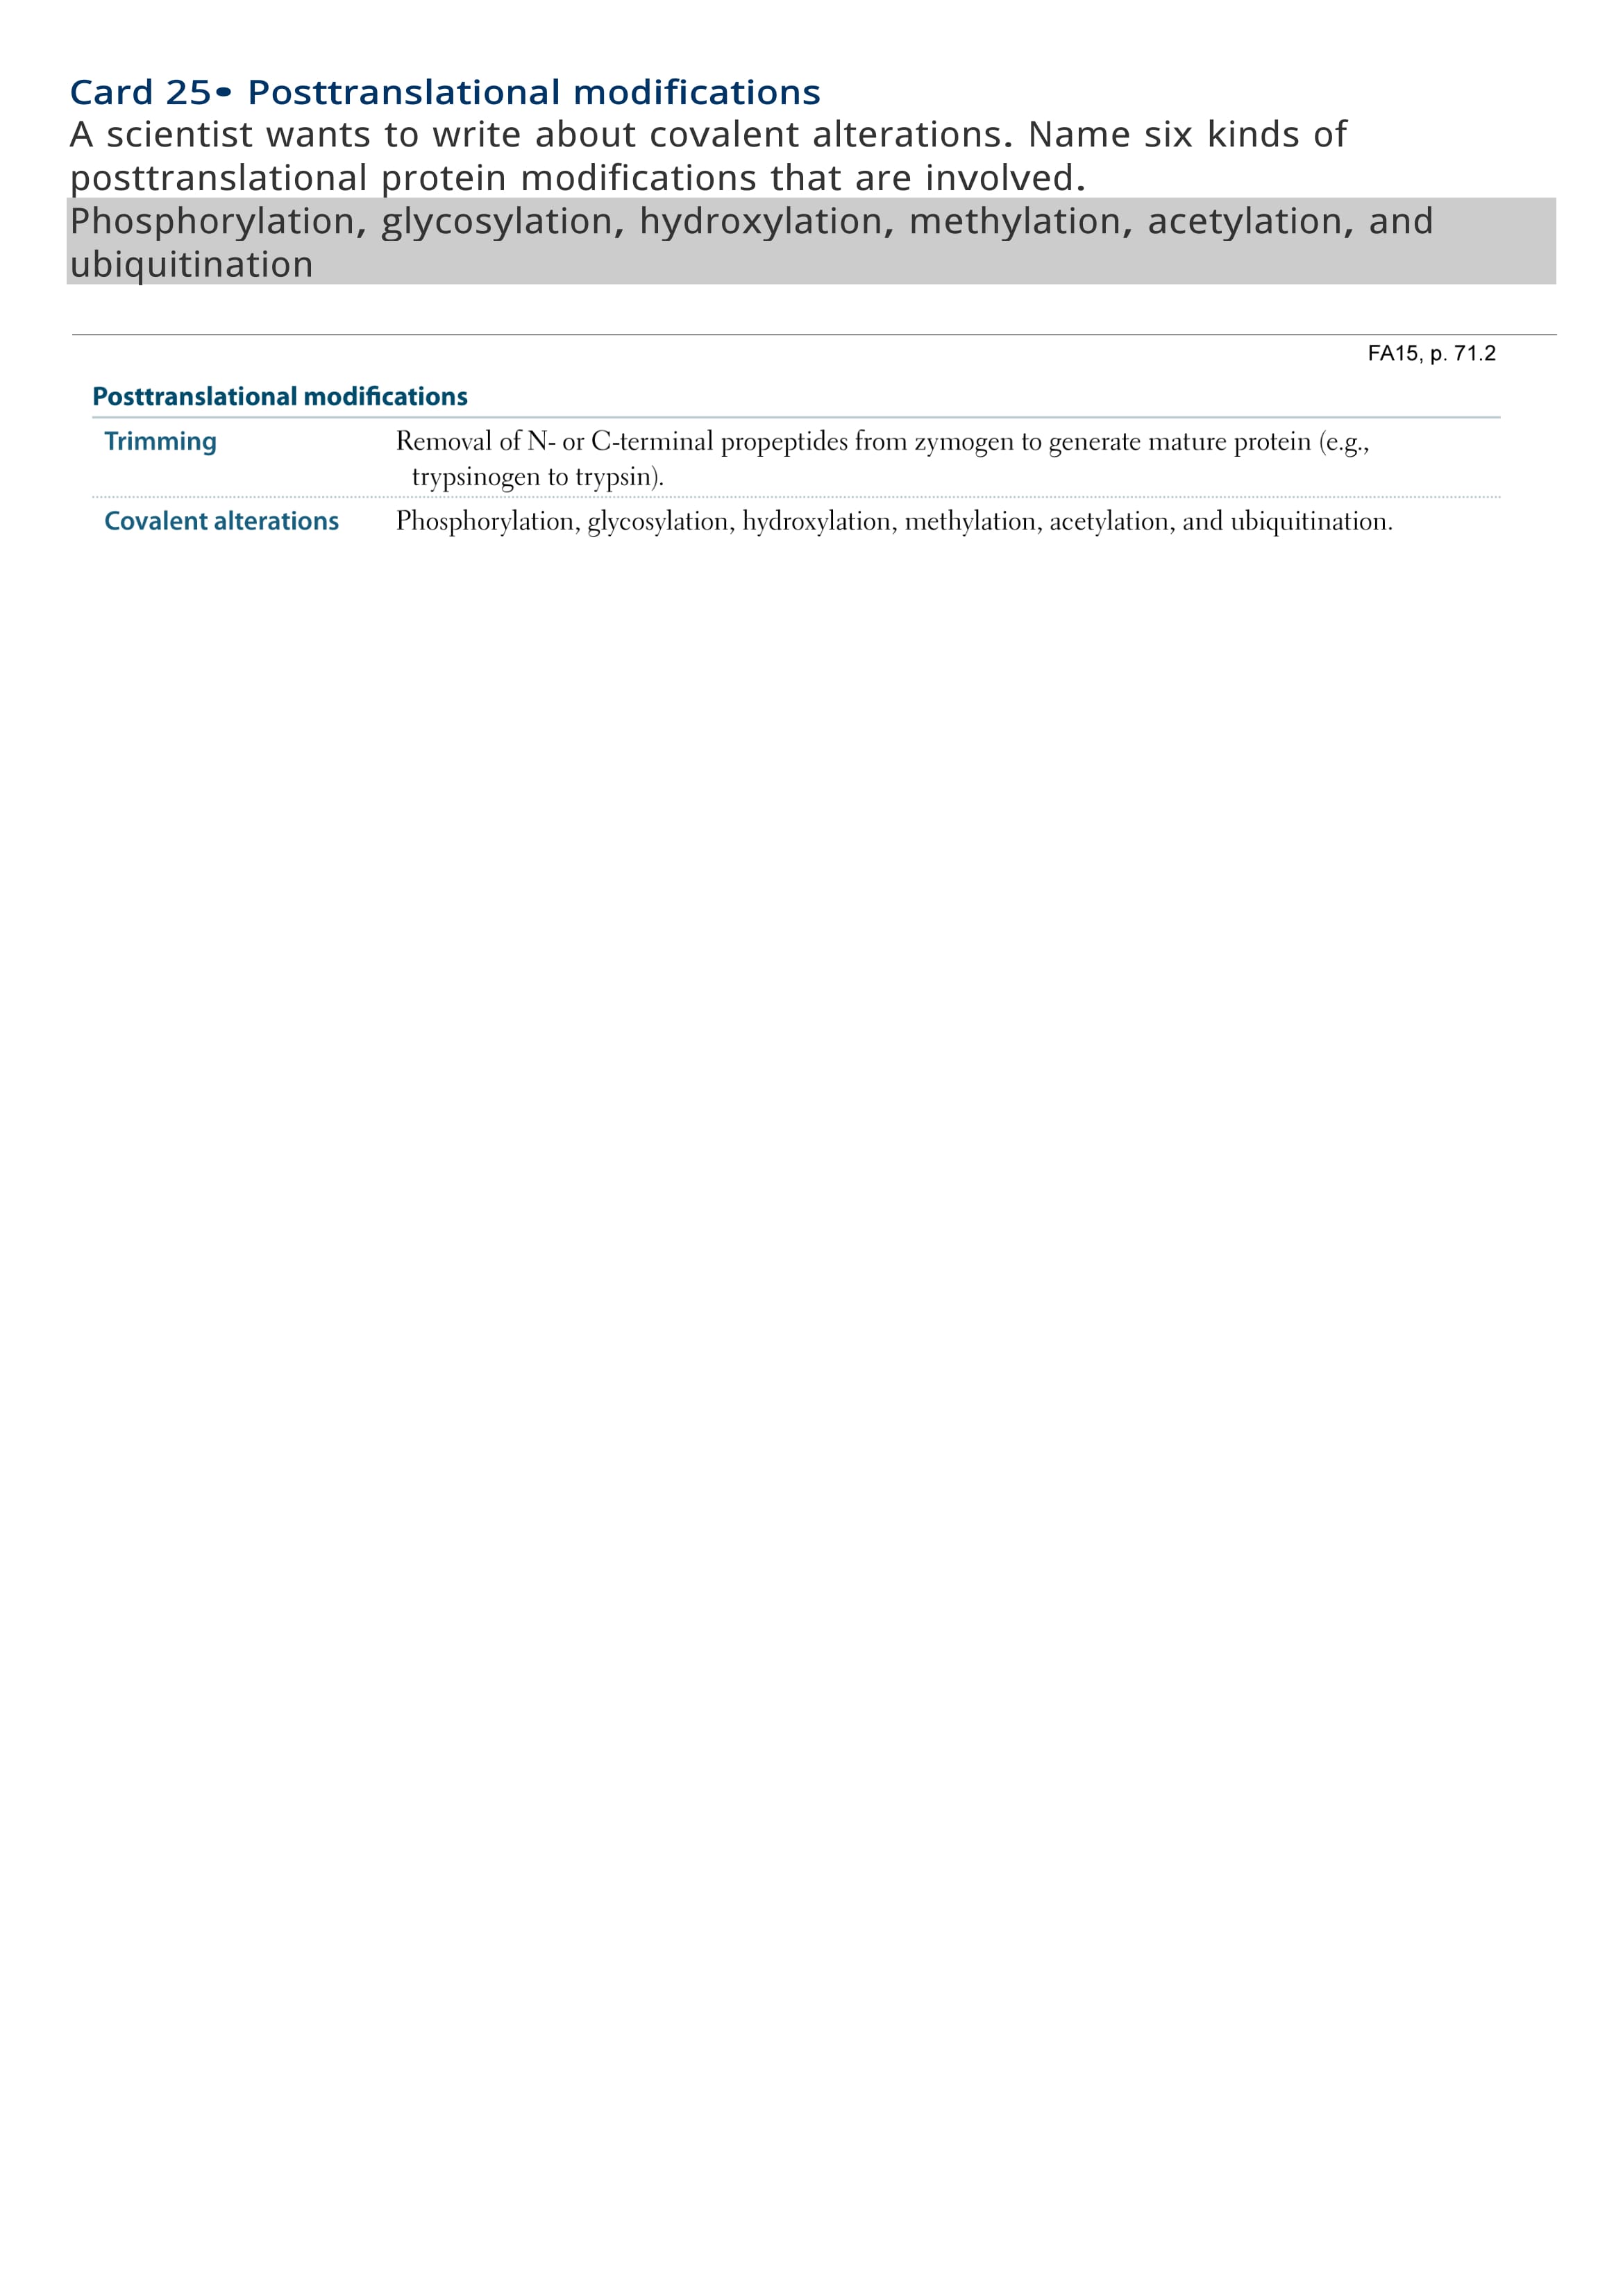 Card 25• Posttranslational modifications
A scientist wants to write about covalent alterations. Name six kinds of
posttranslational protein modifications that are involved.
Phosphorylation, glycosylation, hydroxylation, methylation, acetylation, and
ubiquitination
FA15, p. 71.2
Posttranslational modifications
Trimming Removal of N- or C-terminal propeptides from zymogen to generate mature protein (e.g.,
trypsinogen to trypsin).
Covalent alterations Phosphorylation, glycosylation, hydroxylation, methylation, acetylation, and ubiquitination.